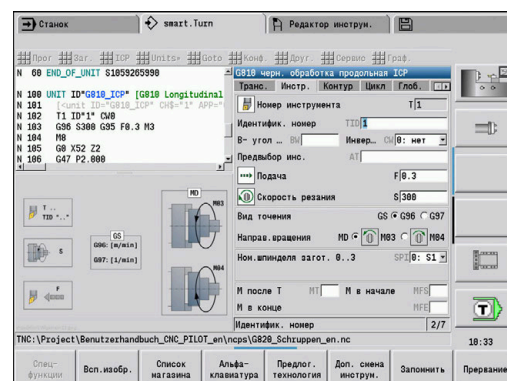 Станок
smart.Turn
Редактор инструм.
Прог Заг. ICP Units» Goto Конф. Друг. Сервис Граф.
N 60 END_OF_UNIT S1059265990
N 100 UNIT ID"G810_ICP" [G810 Longitudinal
N 101 [<unit ID="G810_ICP" CH$="1" APP="
N 102 T1 ID"1" CW0
N 103 G96 S300 G95 F0.3 M3
N 104 M8
N 105 G0 X52 Z2
N 106 G47 P2.000
G810 черн. обработка продольная ICP
Транс. Инстр. Контур Цикл Глоб.
Номер инструмента T 1
Идентифик. номер TID 1
B- угол … BW Инвер… CW 0: нет
Предвыбор инс. AT
Подача F 0.3
Скорость резания S 300
Вид точения GS G96 G97
Направ.вращения MD M03 M04
Ном.шпинделя загот. 0..3 SPI 0: S1
M после T MT M в начале MFS
M в конце MFE
Идентифик. номер 2/7
T ..
TID "..."
S
F
GS
G96: [m/min]
G97: [1/min]
MD
M03
M04
TNC:\Project\Benutzerhandbuch_CNC_PILOT_en\ncps\G820_Schruppen_en.nc
10:33
Спец-функции
Всп.изобр.
Список магазина
Альфа-клавиатура
Предлог. технология
Доп. смена инструм.
Запомнить
Прервание